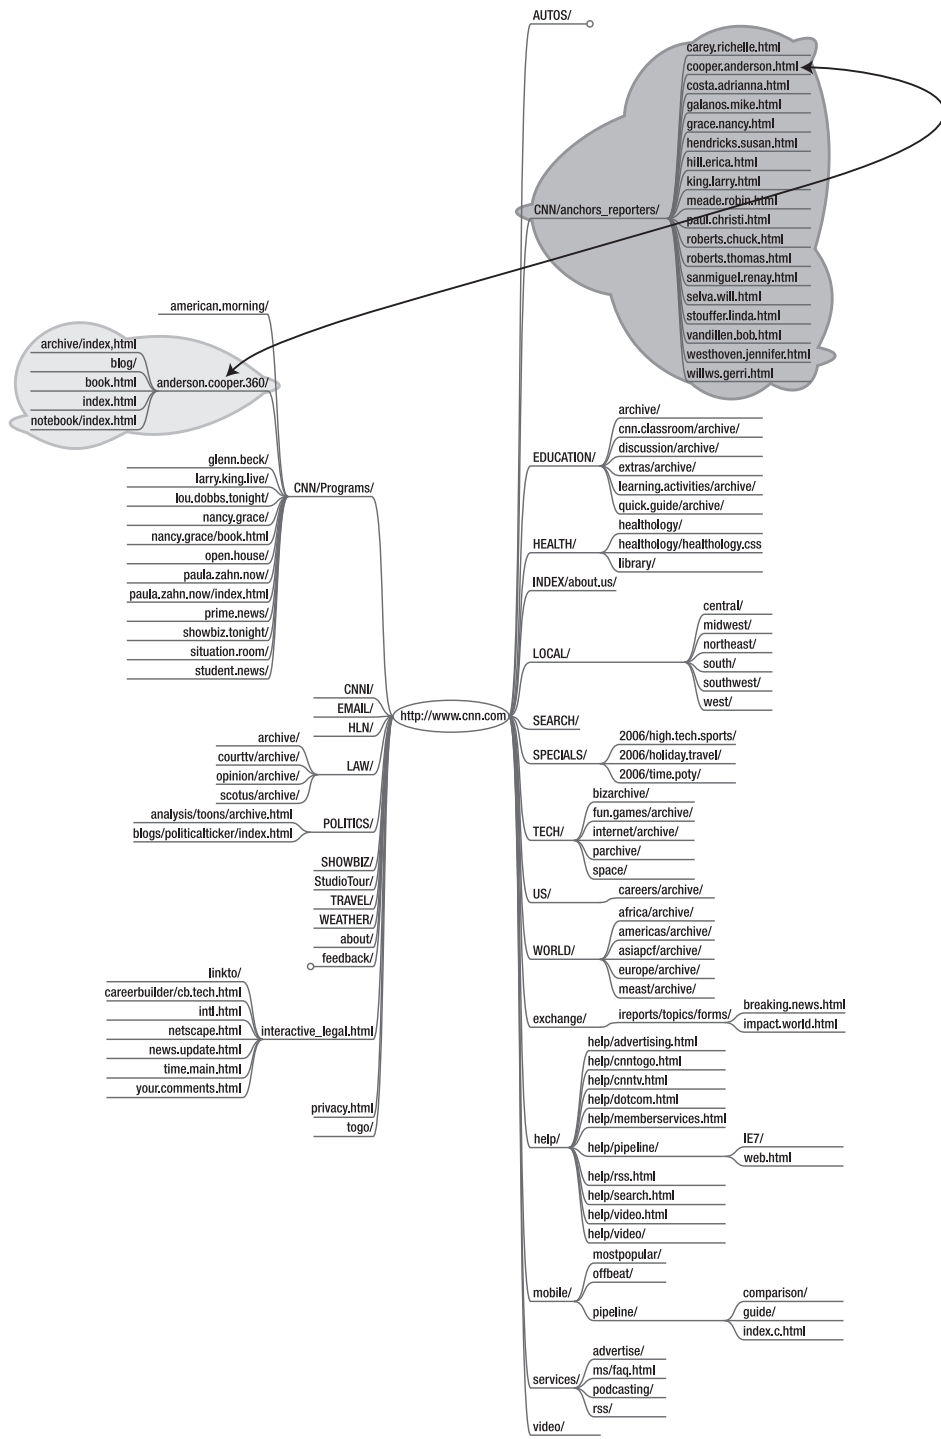 AUTOS/
carey.richelle.html
cooper.anderson.html
costa.adrianna.html
galanos.mike.html
grace.nancy.html
hendricks.susan.html
hill.erica.html
king.larry.html
meade.robin.html
CNN/anchors_reporters/
paul.christi.html
roberts.chuck.html
roberts.thomas.html
sanmiguel.renay.html
selva.will.html
stouffer.linda.html
vandillen.bob.html
westhoven.jennifer.html
willws.gerri.html
american.morning/
archive/index,html
blog/
book.html
index.html
notebook/index.html
anderson.cooper.360/
glenn.beck/
larry.king.live/
lou.dobbs.tonight/
nancy.grace/
nancy.grace/book.html
open.house/
paula.zahn.now/
paula.zahn.now/index.html
prime.news/
showbiz.tonight/
situation.room/
student.news/
CNN/Programs/
CNNI/
EMAIL/
HLN/
archive/
courttv/archive/
opinion/archive/
scotus/archive/
LAW/
analysis/toons/archive.html
blogs/politicalticker/index.html
POLITICS/
SHOWBIZ/
StudioTour/
TRAVEL/
WEATHER/
about/
feedback/
linkto/
careerbuilder/cb.tech.html
intl.html
netscape.html
news.update.html
time.main.html
your.comments.html
interactive_legal.html
privacy.html
togo/
http://www.cnn.com
EDUCATION/
archive/
cnn.classroom/archive/
discussion/archive/
extras/archive/
learning.activities/archive/
quick.guide/archive/
HEALTH/
healthology/
healthology/healthology.css
library/
INDEX/about.us/
LOCAL/
central/
midwest/
northeast/
south/
southwest/
west/
SEARCH/
SPECIALS/
2006/high.tech.sports/
2006/holiday.travel/
2006/time.poty/
TECH/
bizarchive/
fun.games/archive/
internet/archive/
parchive/
space/
US/
careers/archive/
WORLD/
africa/archive/
americas/archive/
asiapcf/archive/
europe/archive/
meast/archive/
exchange/
ireports/topics/forms/
breaking.news.html
impact.world.html
help/
help/advertising.html
help/cnntogo.html
help/cnntv.html
help/dotcom.html
help/memberservices.html
help/pipeline/
IE7/
web.html
help/rss.html
help/search.html
help/video.html
help/video/
mobile/
mostpopular/
offbeat/
pipeline/
comparison/
guide/
index.c.html
services/
advertise/
ms/faq.html
podcasting/
rss/
video/